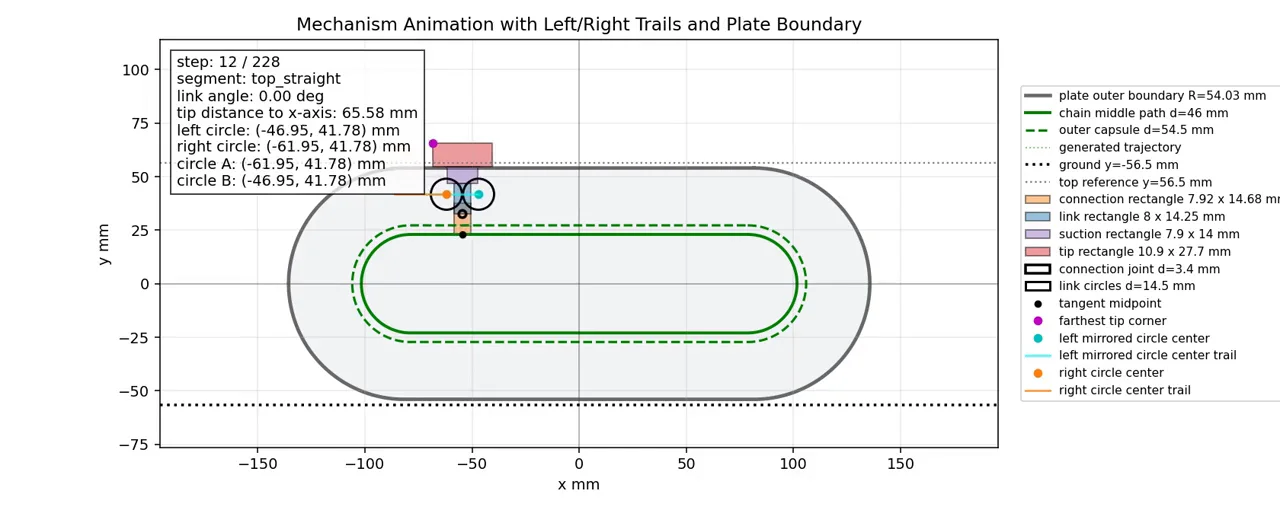 Mechanism Animation with Left/Right Trails and Plate Boundary
step: 12 / 228
segment: top_straight
link angle: 0.00 deg
tip distance to x-axis: 65.58 mm
left circle: (-46.95, 41.78) mm
right circle: (-61.95, 41.78) mm
circle A: (-61.95, 41.78) mm
circle B: (-46.95, 41.78) mm
y mm
100
75
50
25
0
−25
−50
−75
−150
−100
−50
0
50
100
150
x mm
plate outer boundary R=54.03 mm
chain middle path d=46 mm
outer capsule d=54.5 mm
generated trajectory
ground y=-56.5 mm
top reference y=56.5 mm
connection rectangle 7.92 x 14.68 m
link rectangle 8 x 14.25 mm
suction rectangle 7.9 x 14 mm
tip rectangle 10.9 x 27.7 mm
connection joint d=3.4 mm
link circles d=14.5 mm
tangent midpoint
farthest tip corner
left mirrored circle center
left mirrored circle center trail
right circle center
right circle center trail